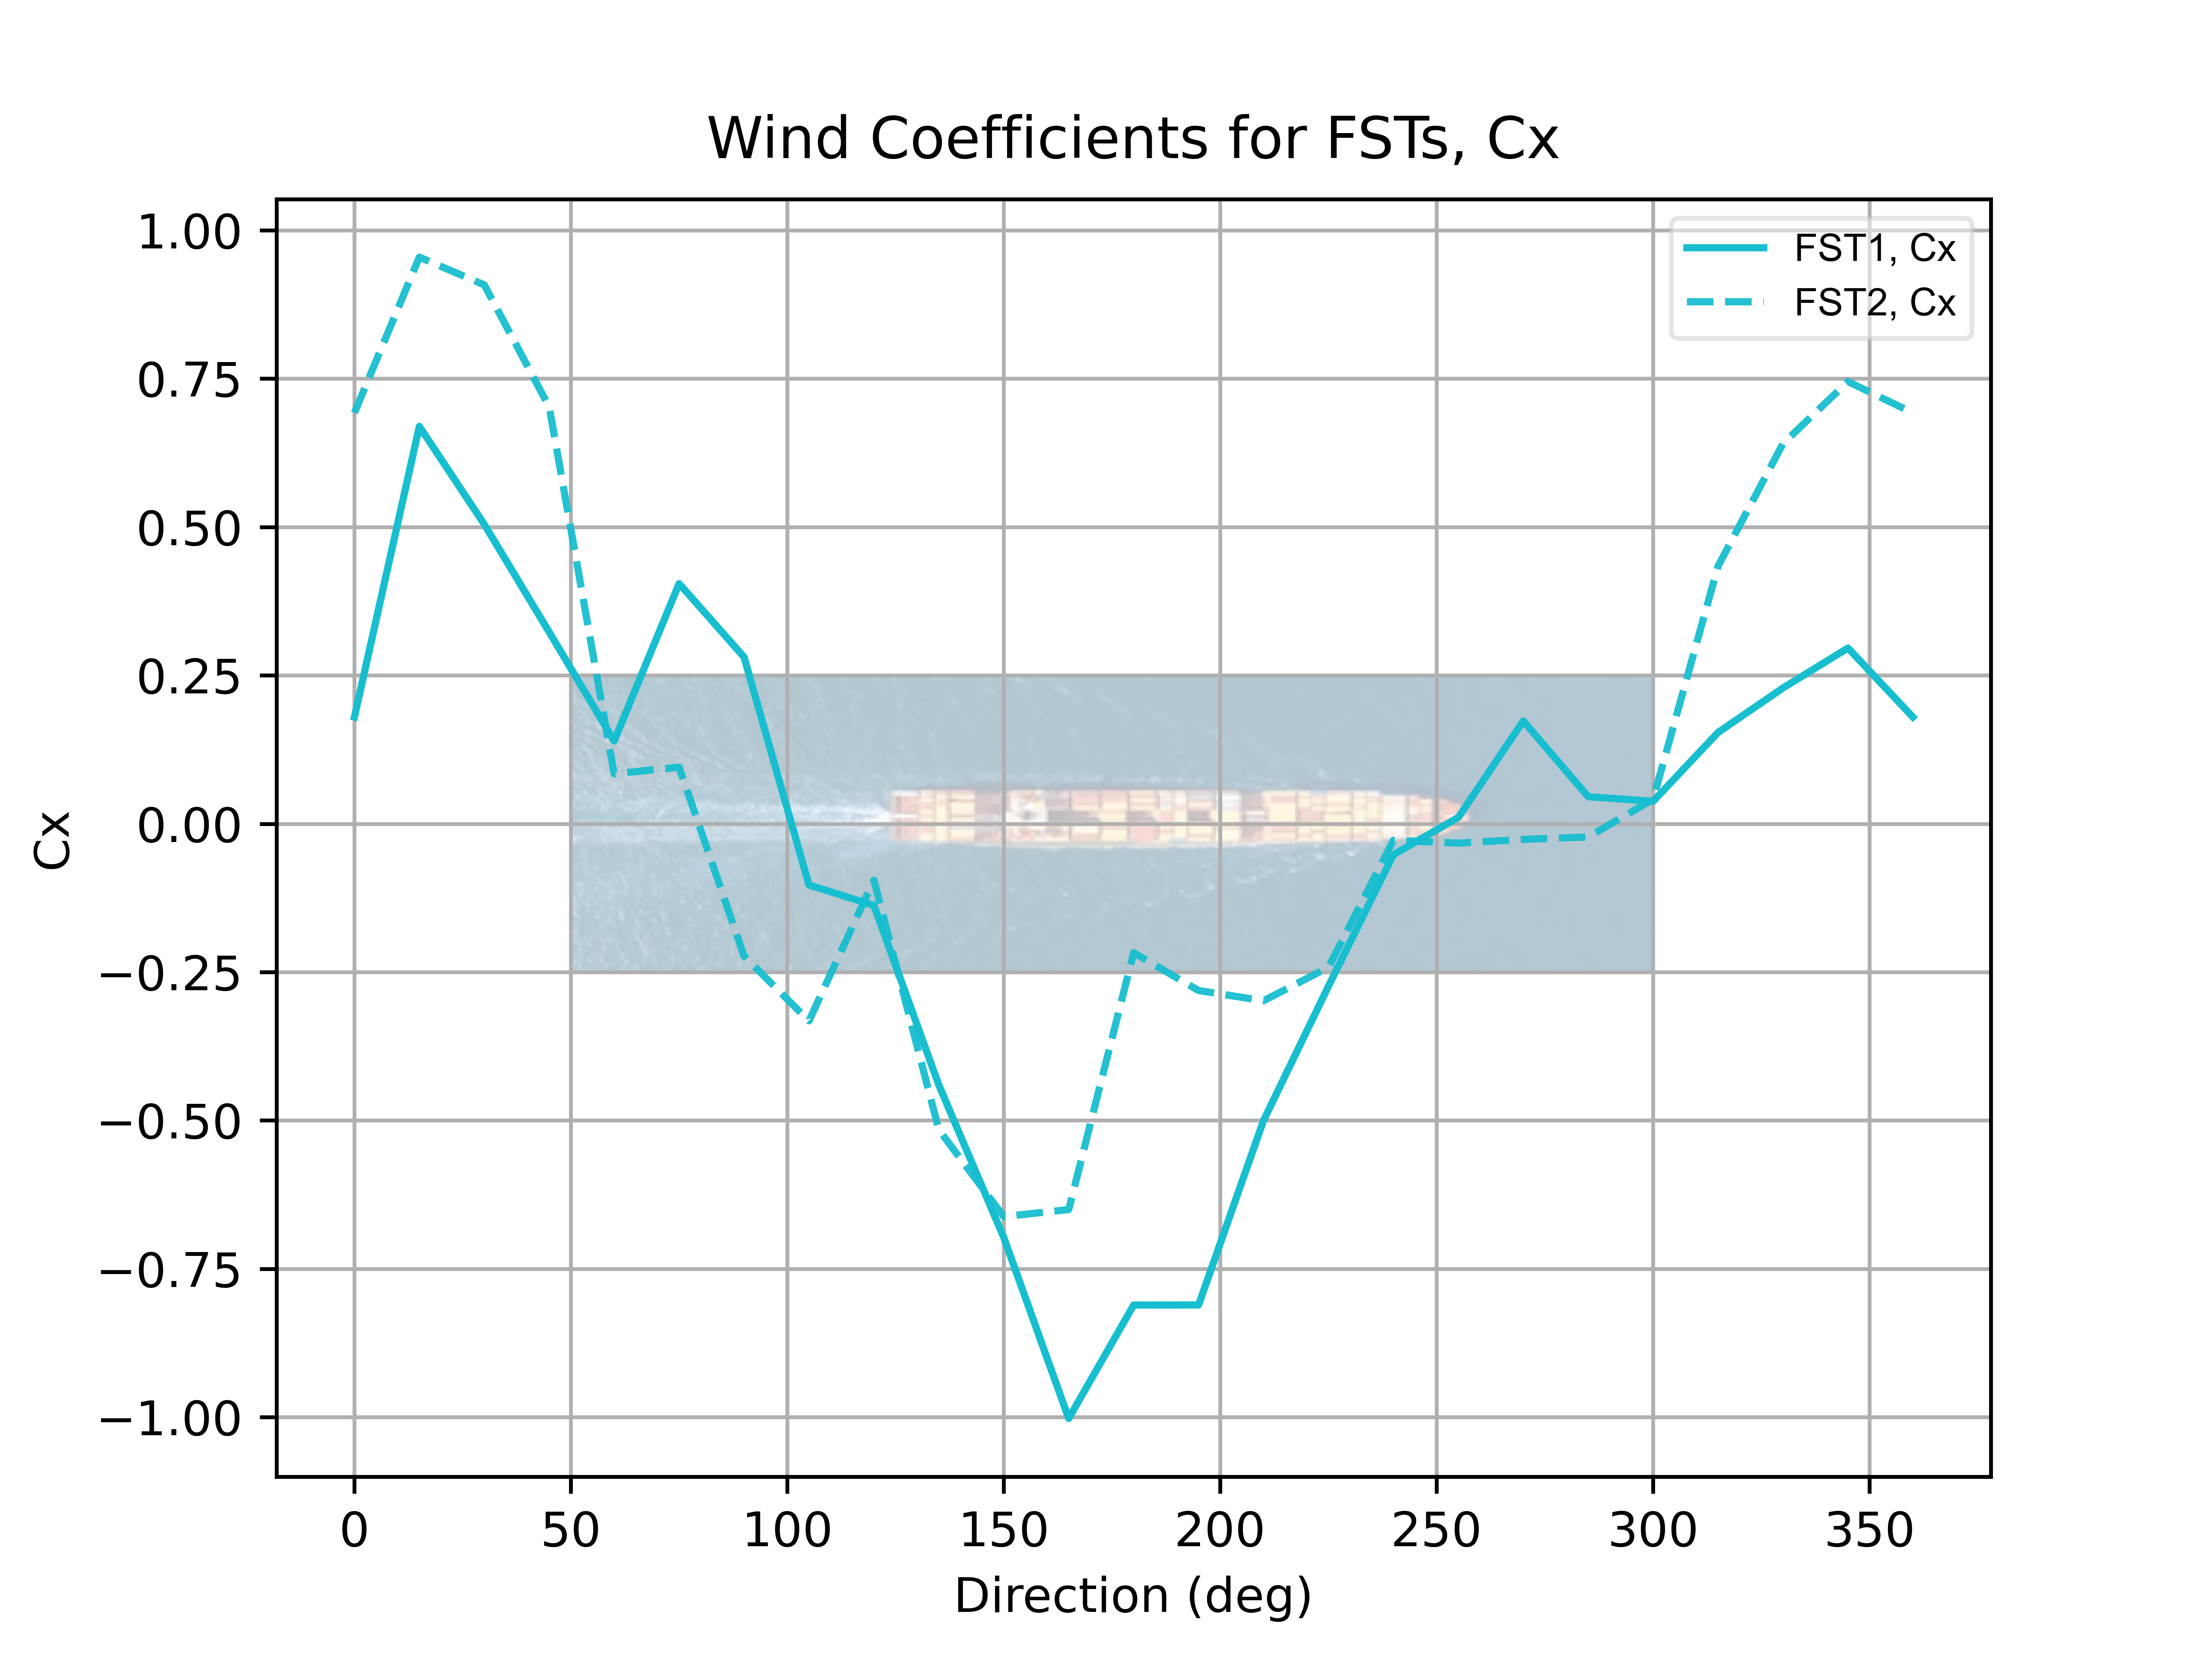 Wind Coefficients for FSTs, Cx
1.00
0.75
0.50
0.25
0.00
−0.25
−0.50
−0.75
−1.00
Cx
FST1, Cx
FST2, Cx
0 50 100 150 200 250 300 350
Direction (deg)